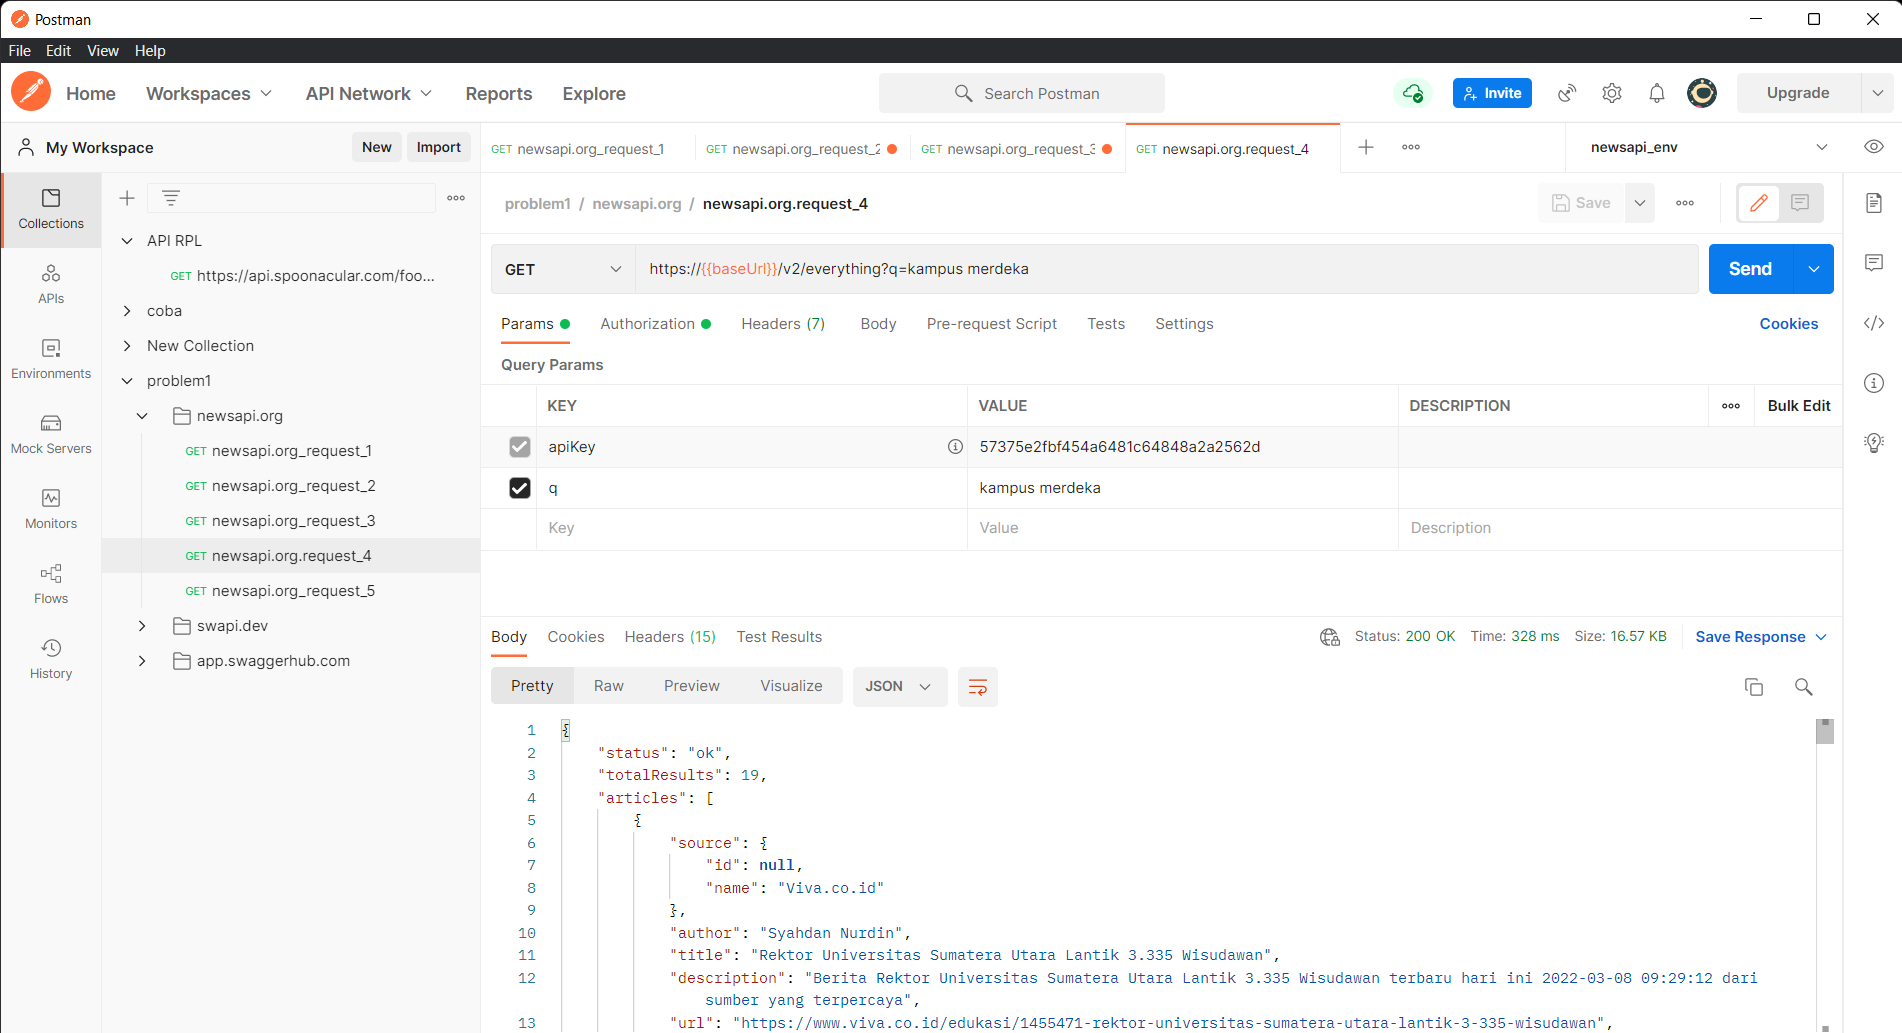 Postman
File Edit View Help
Home Workspaces API Network Reports Explore Search Postman Invite Upgrade
My Workspace New Import
GET newsapi.org_request_1 GET newsapi.org_request_2 GET newsapi.org_request_3 GET newsapi.org.request_4 newsapi_env
Collections
APIs
Environments
Mock Servers
Monitors
Flows
History
API RPL
GET https://api.spoonacular.com/foo...
coba
New Collection
problem1
newsapi.org
GET newsapi.org_request_1
GET newsapi.org_request_2
GET newsapi.org_request_3
GET newsapi.org.request_4
GET newsapi.org_request_5
swapi.dev
app.swaggerhub.com
problem1 / newsapi.org / newsapi.org.request_4 Save
GET https://{{baseUrl}}/v2/everything?q=kampus merdeka Send
Params Authorization Headers (7) Body Pre-request Script Tests Settings Cookies
Query Params
KEY VALUE DESCRIPTION Bulk Edit
apiKey 57375e2fbf454a6481c64848a2a2562d
q kampus merdeka
Key Value Description
Body Cookies Headers (15) Test Results Status: 200 OK Time: 328 ms Size: 16.57 KB Save Response
Pretty Raw Preview Visualize JSON
1 {
2 "status": "ok",
3 "totalResults": 19,
4 "articles": [
5 {
6 "source": {
7 "id": null,
8 "name": "Viva.co.id"
9 },
10 "author": "Syahdan Nurdin",
11 "title": "Rektor Universitas Sumatera Utara Lantik 3.335 Wisudawan",
12 "description": "Berita Rektor Universitas Sumatera Utara Lantik 3.335 Wisudawan terbaru hari ini 2022-03-08 09:29:12 dari
sumber yang terpercaya",
13 "url": "https://www.viva.co.id/edukasi/1455471-rektor-universitas-sumatera-utara-lantik-3-335-wisudawan",